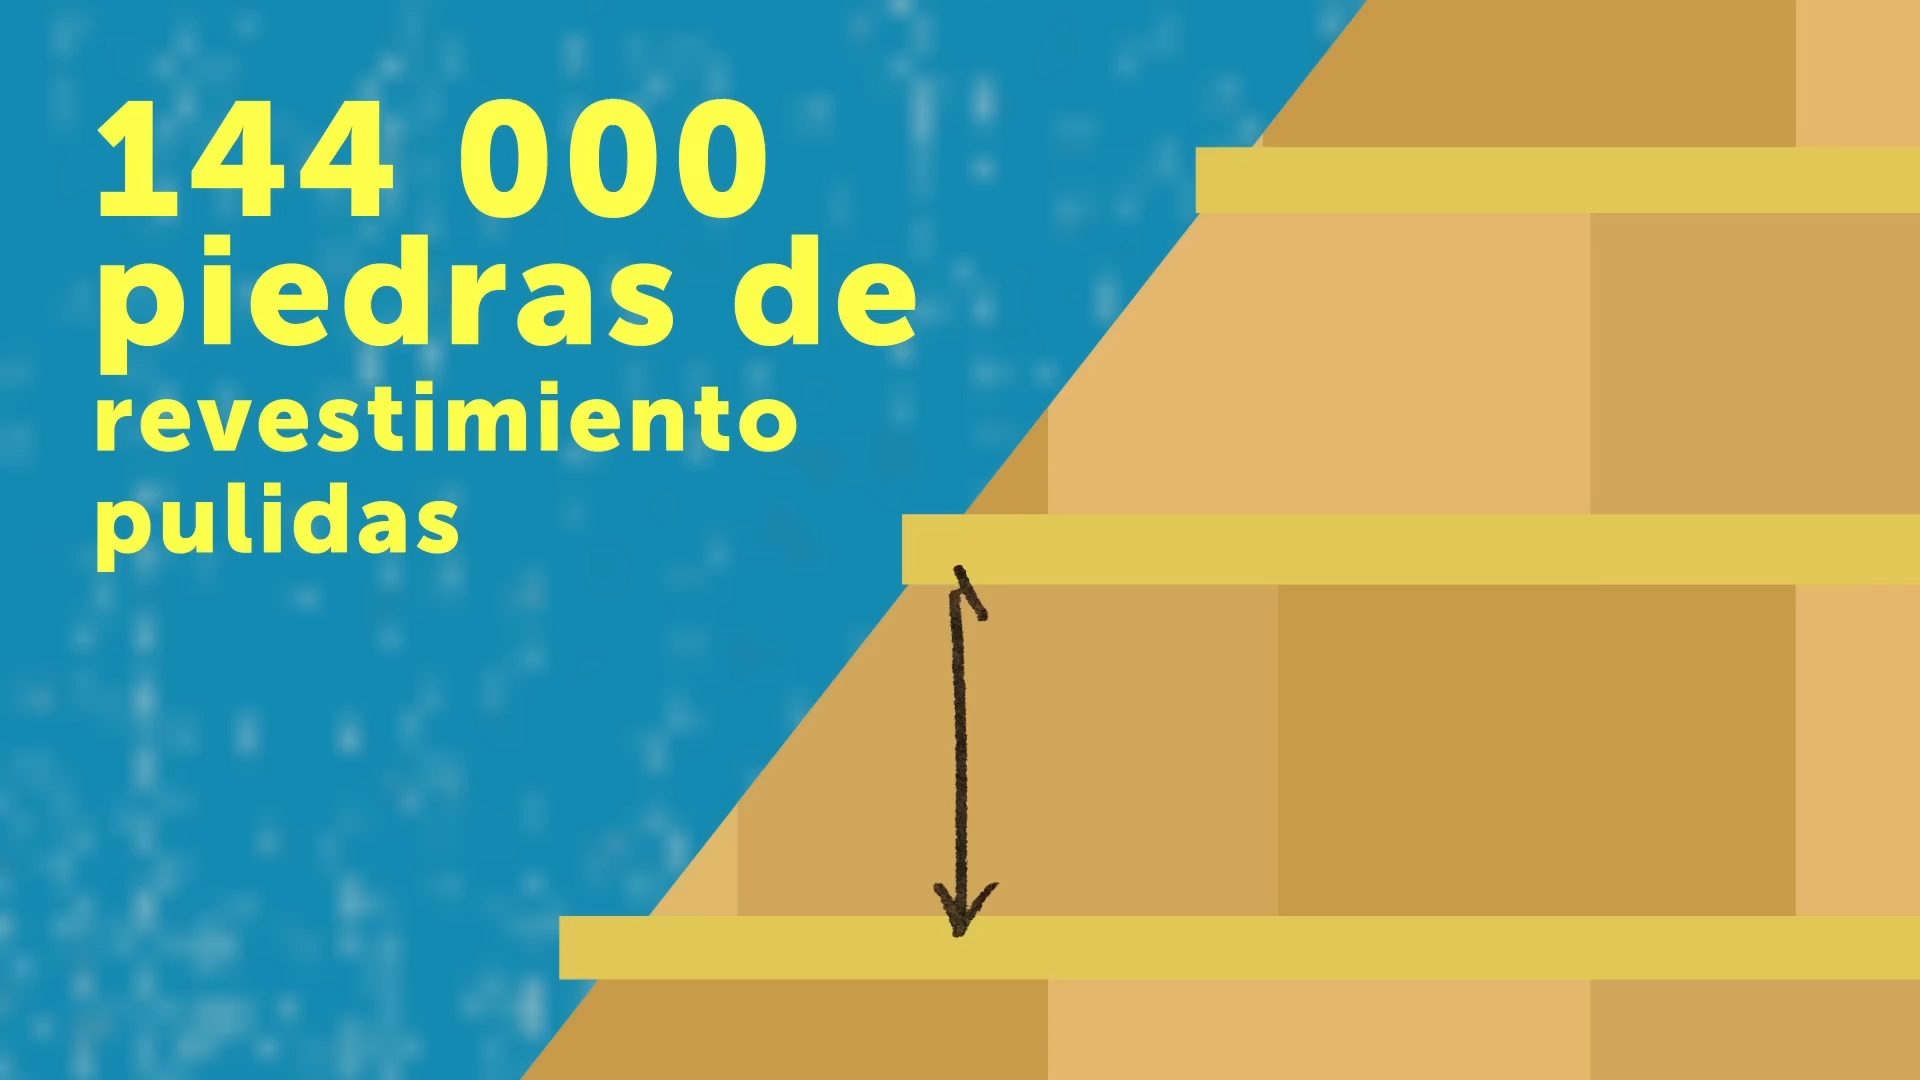 144 000
piedras de
revestimiento
pulidas